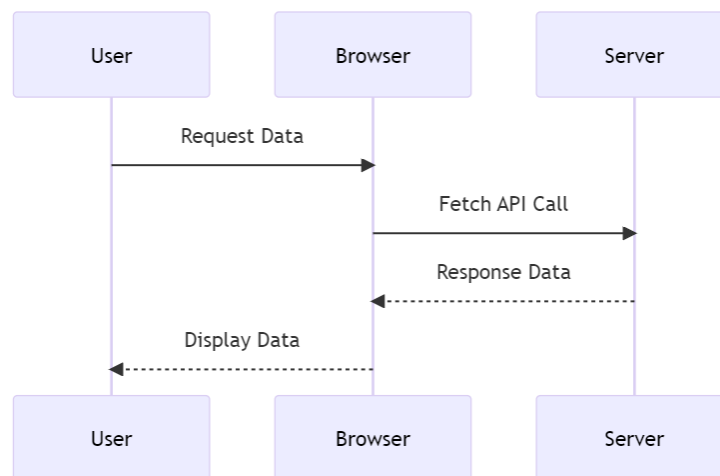 User
Browser
Server
Request Data
Fetch API Call
Response Data
Display Data
User
Browser
Server